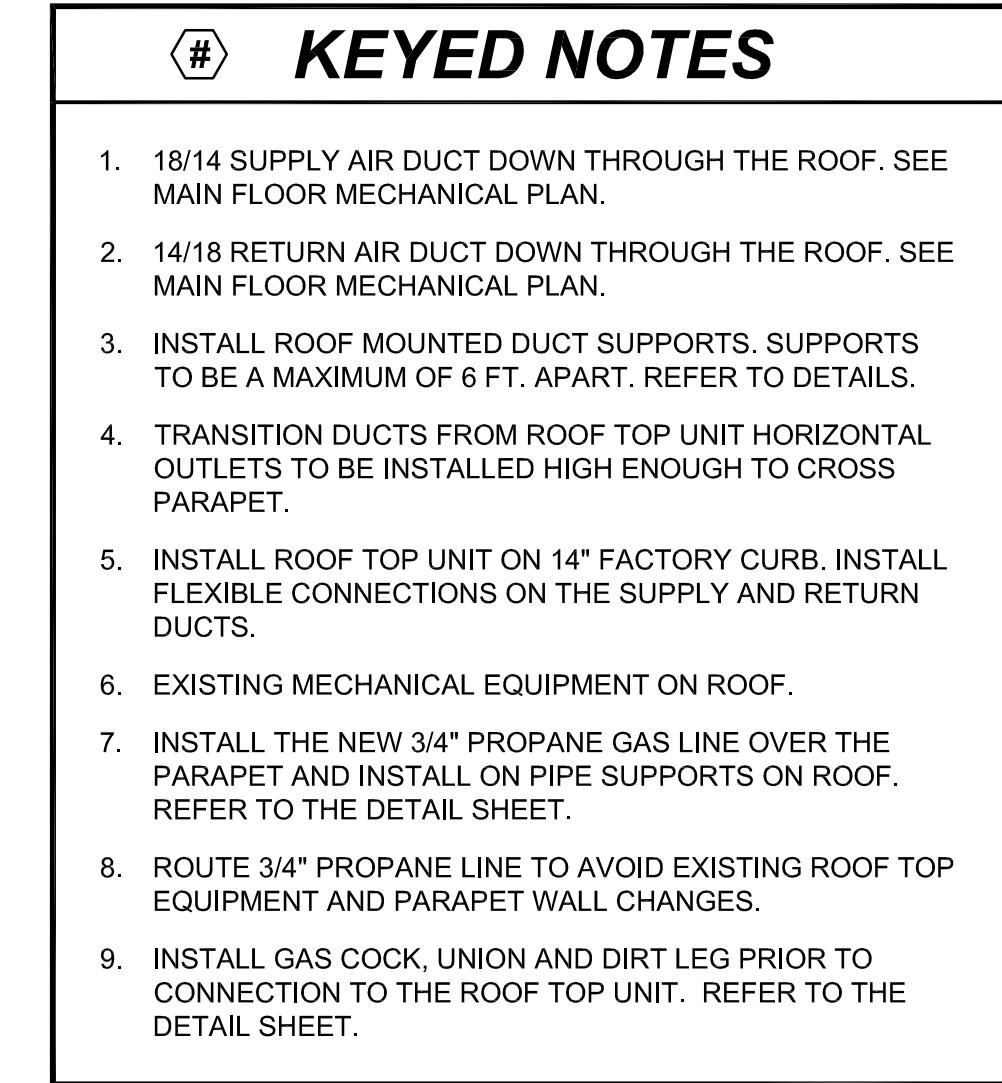 # KEYED NOTES
1. 18/14 SUPPLY AIR DUCT DOWN THROUGH THE ROOF. SEE
MAIN FLOOR MECHANICAL PLAN.
2. 14/18 RETURN AIR DUCT DOWN THROUGH THE ROOF. SEE
MAIN FLOOR MECHANICAL PLAN.
3. INSTALL ROOF MOUNTED DUCT SUPPORTS. SUPPORTS
TO BE A MAXIMUM OF 6 FT. APART. REFER TO DETAILS.
4. TRANSITION DUCTS FROM ROOF TOP UNIT HORIZONTAL
OUTLETS TO BE INSTALLED HIGH ENOUGH TO CROSS
PARAPET.
5. INSTALL ROOF TOP UNIT ON 14" FACTORY CURB. INSTALL
FLEXIBLE CONNECTIONS ON THE SUPPLY AND RETURN
DUCTS.
6. EXISTING MECHANICAL EQUIPMENT ON ROOF.
7. INSTALL THE NEW 3/4" PROPANE GAS LINE OVER THE
PARAPET AND INSTALL ON PIPE SUPPORTS ON ROOF.
REFER TO THE DETAIL SHEET.
8. ROUTE 3/4" PROPANE LINE TO AVOID EXISTING ROOF TOP
EQUIPMENT AND PARAPET WALL CHANGES.
9. INSTALL GAS COCK, UNION AND DIRT LEG PRIOR TO
CONNECTION TO THE ROOF TOP UNIT. REFER TO THE
DETAIL SHEET.